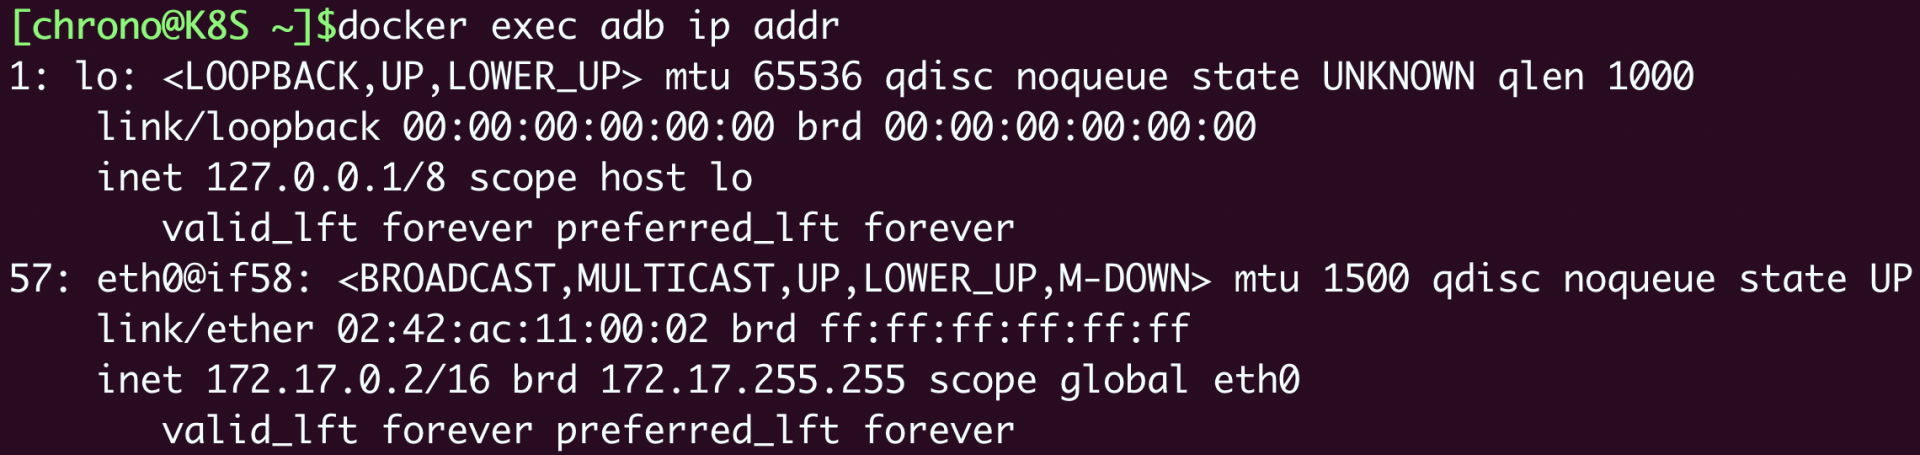 [chrono@K8S ~]$docker exec adb ip addr
1: lo: <LOOPBACK,UP,LOWER_UP> mtu 65536 qdisc noqueue state UNKNOWN qlen 1000
    link/loopback 00:00:00:00:00:00 brd 00:00:00:00:00:00
    inet 127.0.0.1/8 scope host lo
       valid_lft forever preferred_lft forever
57: eth0@if58: <BROADCAST,MULTICAST,UP,LOWER_UP,M-DOWN> mtu 1500 qdisc noqueue state UP
    link/ether 02:42:ac:11:00:02 brd ff:ff:ff:ff:ff:ff
    inet 172.17.0.2/16 brd 172.17.255.255 scope global eth0
       valid_lft forever preferred_lft forever